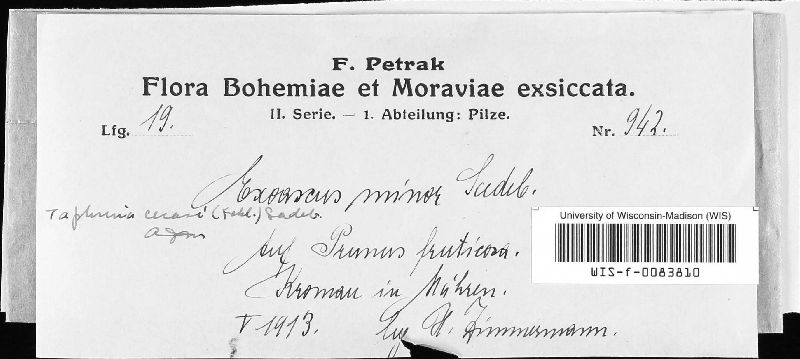 F. Petrak
Flora Bohemiae et Moraviae exsiccata.
II. Serie. — 1. Abteilung: Pilze.
Lfg. 19. Nr. 942.
Exoascus minor Sadeb.
Taphrina cerasi (Fckl.) Sadeb.
auf Prunus fruticosa.
Kromau in Mähren.
V 1913. leg. H. Zimmermann.
University of Wisconsin-Madison (WIS)
WIS-f-0083810